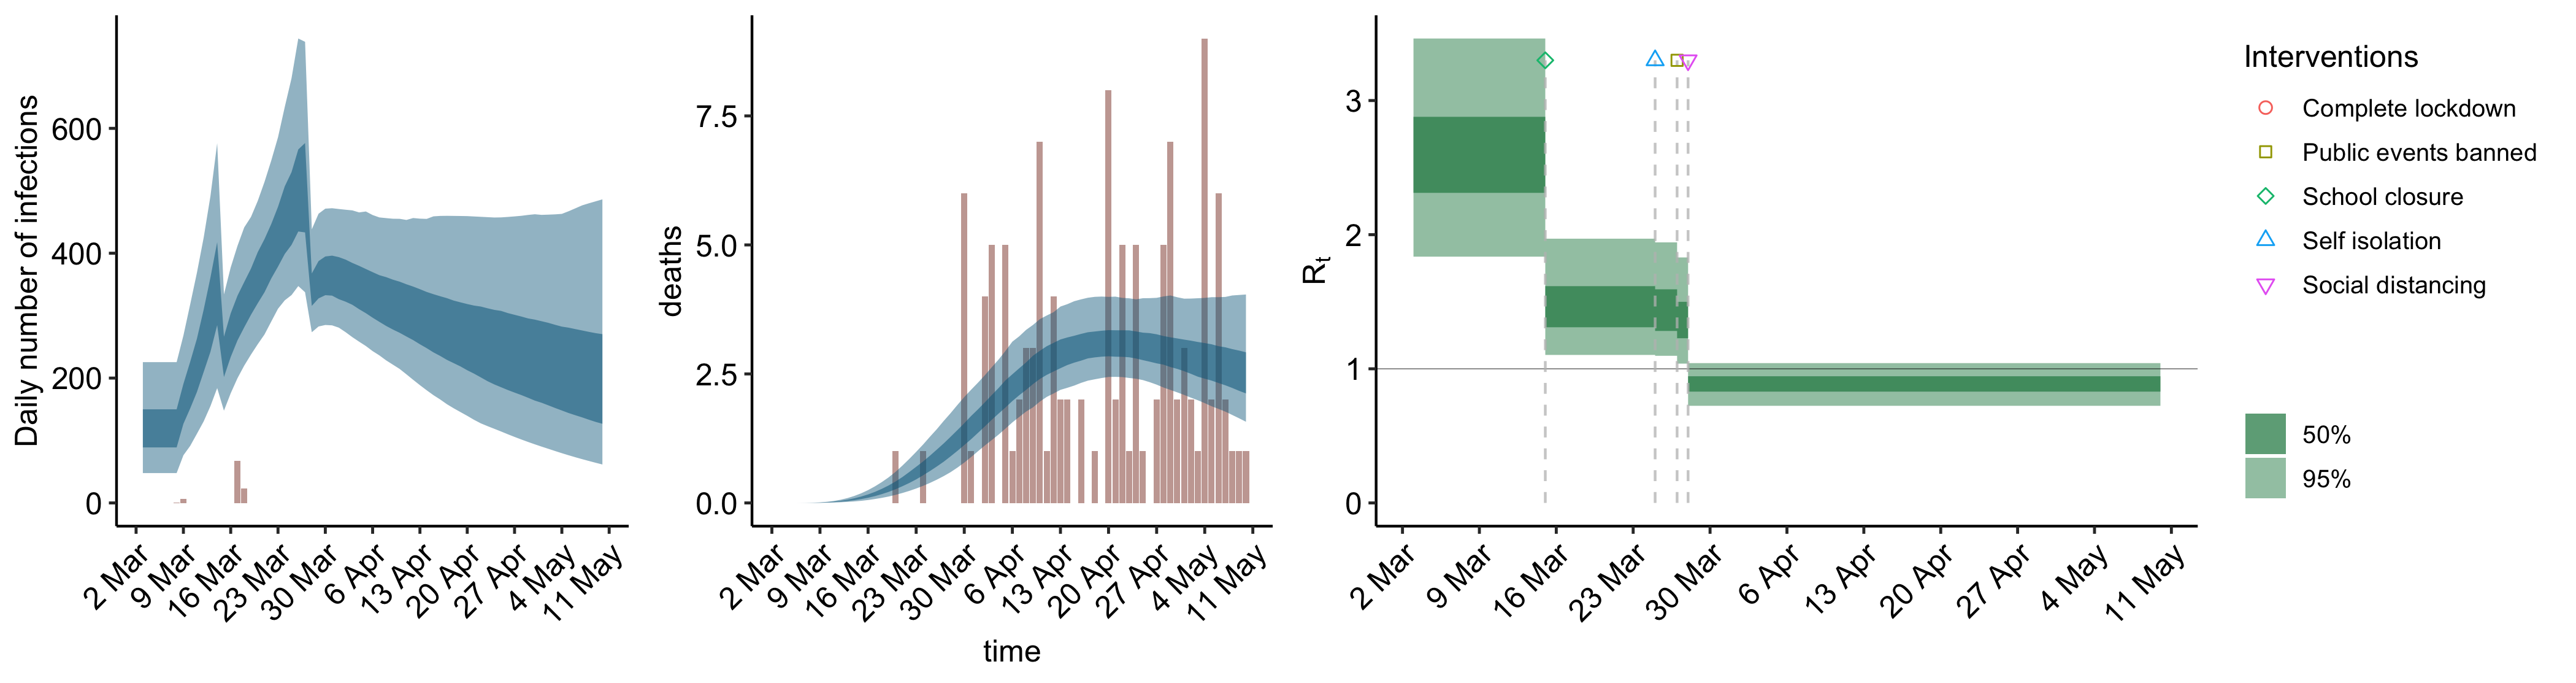 Daily number of infections
600
400
200
0
2 Mar
9 Mar
16 Mar
23 Mar
30 Mar
6 Apr
13 Apr
20 Apr
27 Apr
4 May
11 May
deaths
7.5
5.0
2.5
0.0
2 Mar
9 Mar
16 Mar
23 Mar
30 Mar
6 Apr
13 Apr
20 Apr
27 Apr
4 May
11 May
time
Rt
3
2
1
0
2 Mar
9 Mar
16 Mar
23 Mar
30 Mar
6 Apr
13 Apr
20 Apr
27 Apr
4 May
11 May
Interventions
Complete lockdown
Public events banned
School closure
Self isolation
Social distancing
50%
95%